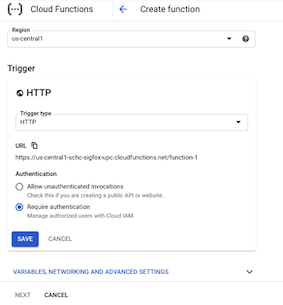 Cloud Functions
Create function
Region
us-central1
Trigger
HTTP
Trigger type
HTTP
URL
https://us-central1-schc-sigfox-upc.cloudfunctions.net/function-1
Authentication
Allow unauthenticated invocations
Check this if you are creating a public API or website.
Require authentication
Manage authorized users with Cloud IAM.
SAVE
CANCEL
VARIABLES, NETWORKING AND ADVANCED SETTINGS
NEXT
CANCEL